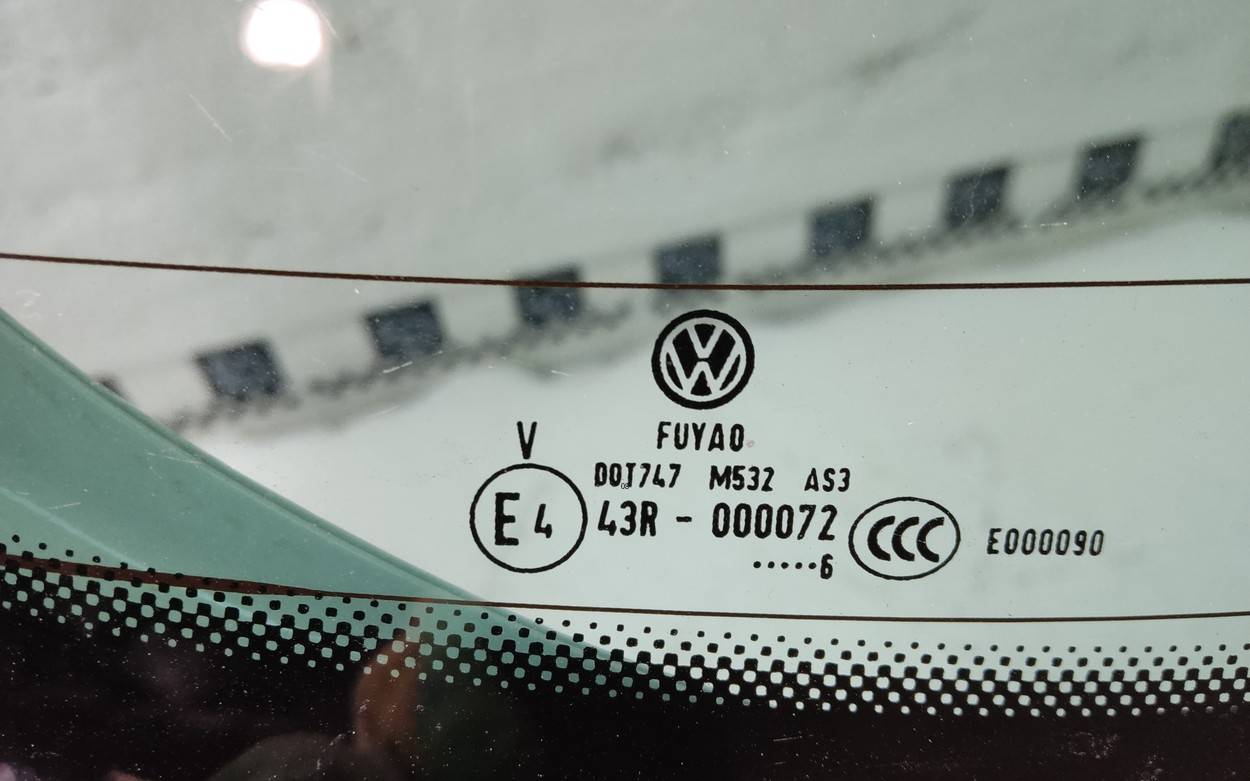 V
FUYAO
DOT747 M532 AS3
E4 43R - 000072 CCC E000090
.....6